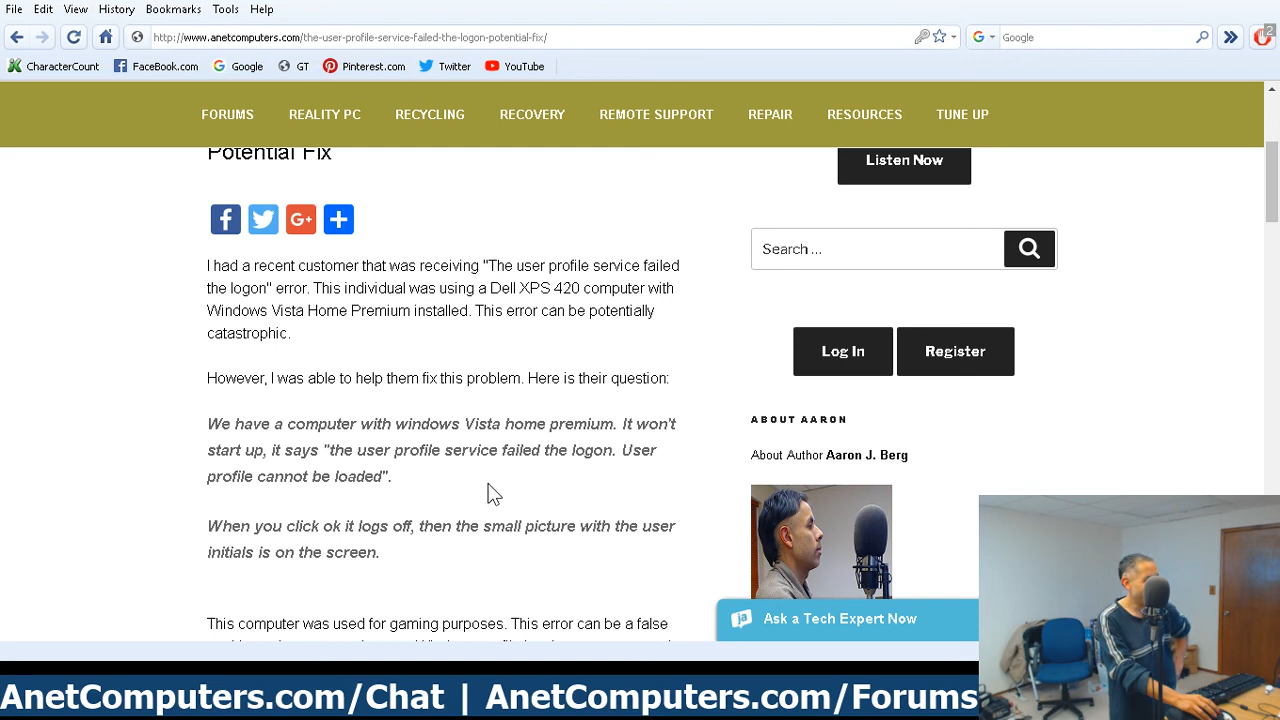 File Edit View History Bookmarks Tools Help
http://www.anetcomputers.com/the-user-profile-service-failed-the-logon-potential-fix/
Google
2
CharacterCount FaceBook.com Google GT Pinterest.com Twitter YouTube
FORUMS REALITY PC RECYCLING RECOVERY REMOTE SUPPORT REPAIR RESOURCES TUNE UP
Potential Fix
I had a recent customer that was receiving "The user profile service failed
the logon" error. This individual was using a Dell XPS 420 computer with
Windows Vista Home Premium installed. This error can be potentially
catastrophic.
However, I was able to help them fix this problem. Here is their question:
We have a computer with windows Vista home premium. It won't
start up, it says "the user profile service failed the logon. User
profile cannot be loaded".
When you click ok it logs off, then the small picture with the user
initials is on the screen.
This computer was used for gaming purposes. This error can be a false
Listen Now
Search ...
Log In Register
ABOUT AARON
About Author Aaron J. Berg
Ask a Tech Expert Now
AnetComputers.com/Chat | AnetComputers.com/Forums